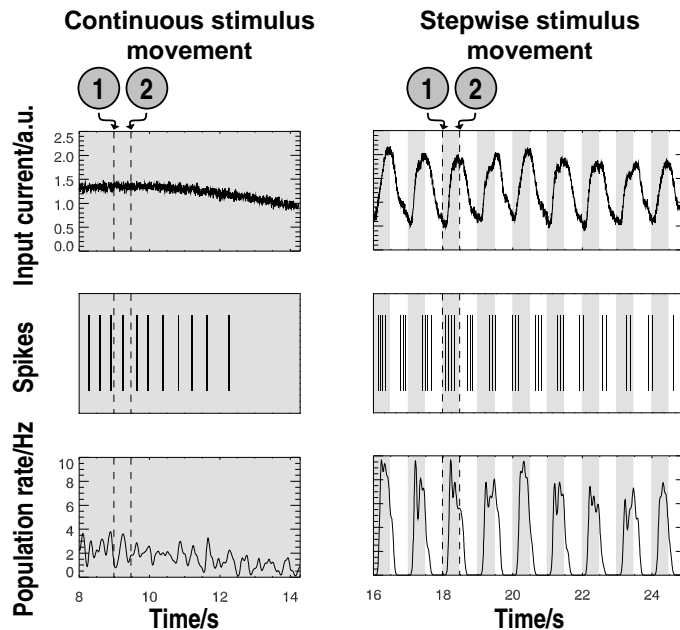 Continuous stimulus
movement
Stepwise stimulus
movement
1 2
1 2
Input current/a.u.
2.5
2.0
1.5
1.0
0.5
0.0
Spikes
Population rate/Hz
10
8
6
4
2
0
8 10 12 14
Time/s
16 18 20 22 24
Time/s